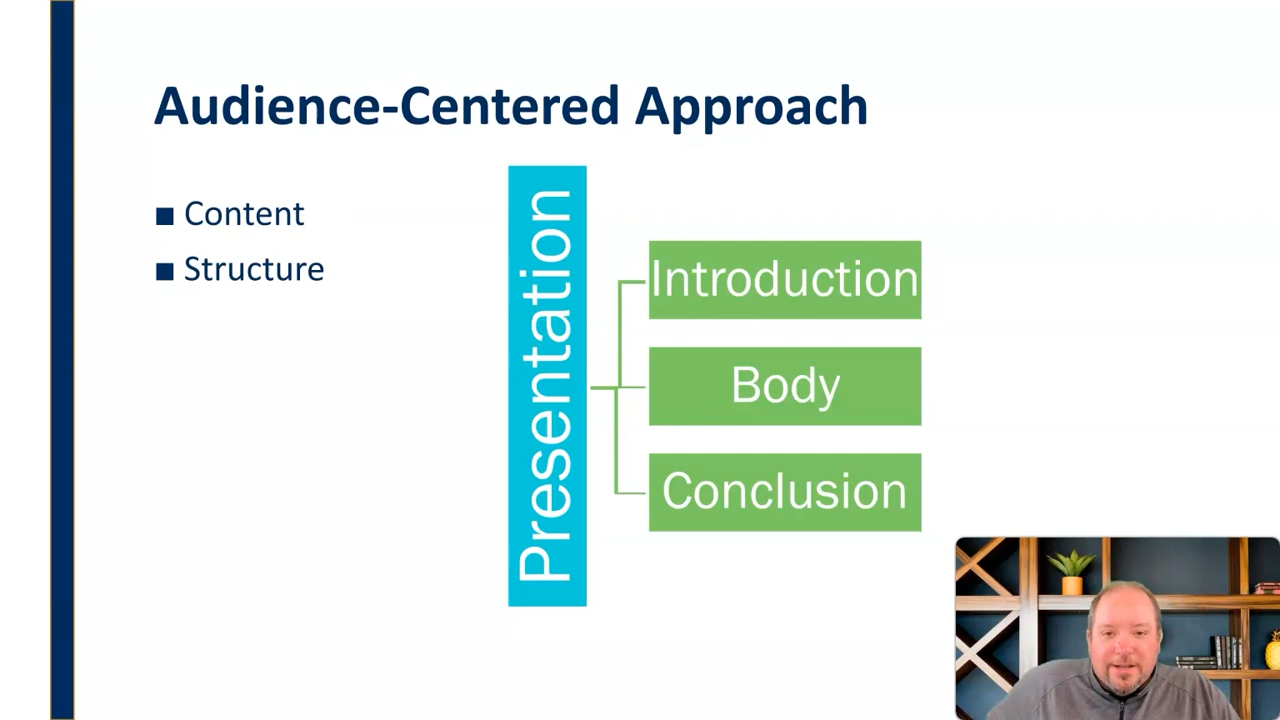 Audience-Centered Approach
■ Content
■ Structure
Presentation
Introduction
Body
Conclusion